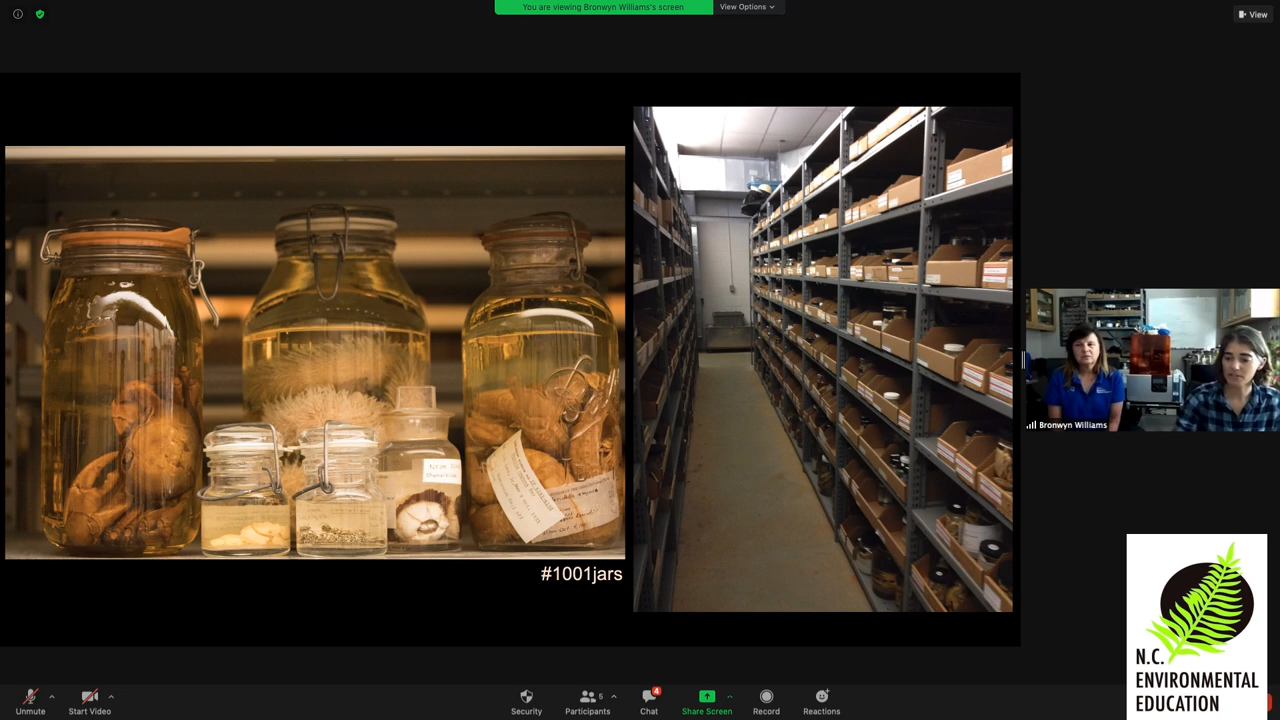 You are viewing Bronwyn Williams's screen
View Options
View
#1001jars
Bronwyn Williams
N.C.
ENVIRONMENTAL
EDUCATION
Unmute
Start Video
Security
5
Participants
4
Chat
Share Screen
Record
Reactions